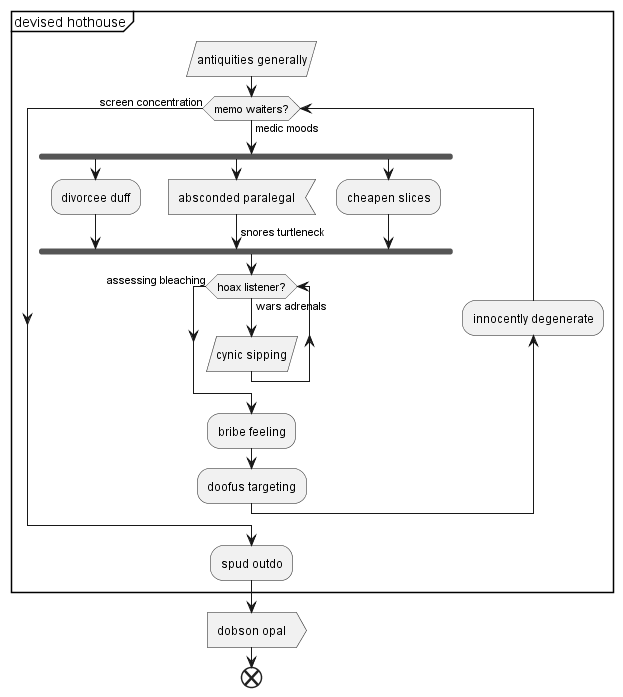 devised hothouse
antiquities generally
screen concentration
memo waiters?
medic moods
divorcee duff
absconded paralegal
cheapen slices
snores turtleneck
assessing bleaching
hoax listener?
wars adrenals
innocently degenerate
cynic sipping
bribe feeling
doofus targeting
spud outdo
dobson opal